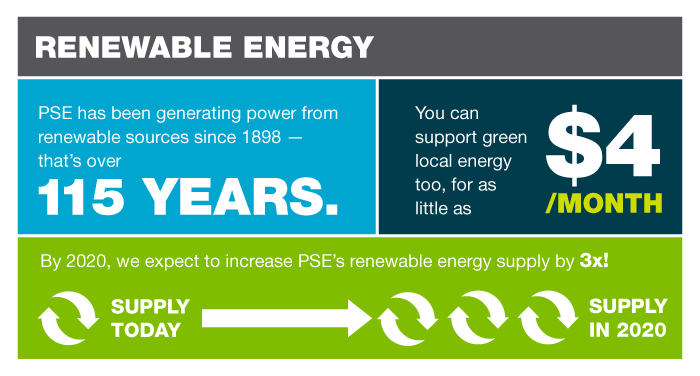 RENEWABLE ENERGY
PSE has been generating power from
renewable sources since 1898 —
that's over
115 YEARS.
You can
support green
local energy
too, for as
little as
$4
/MONTH
By 2020, we expect to increase PSE's renewable energy supply by 3x!
SUPPLY
TODAY
SUPPLY
IN 2020